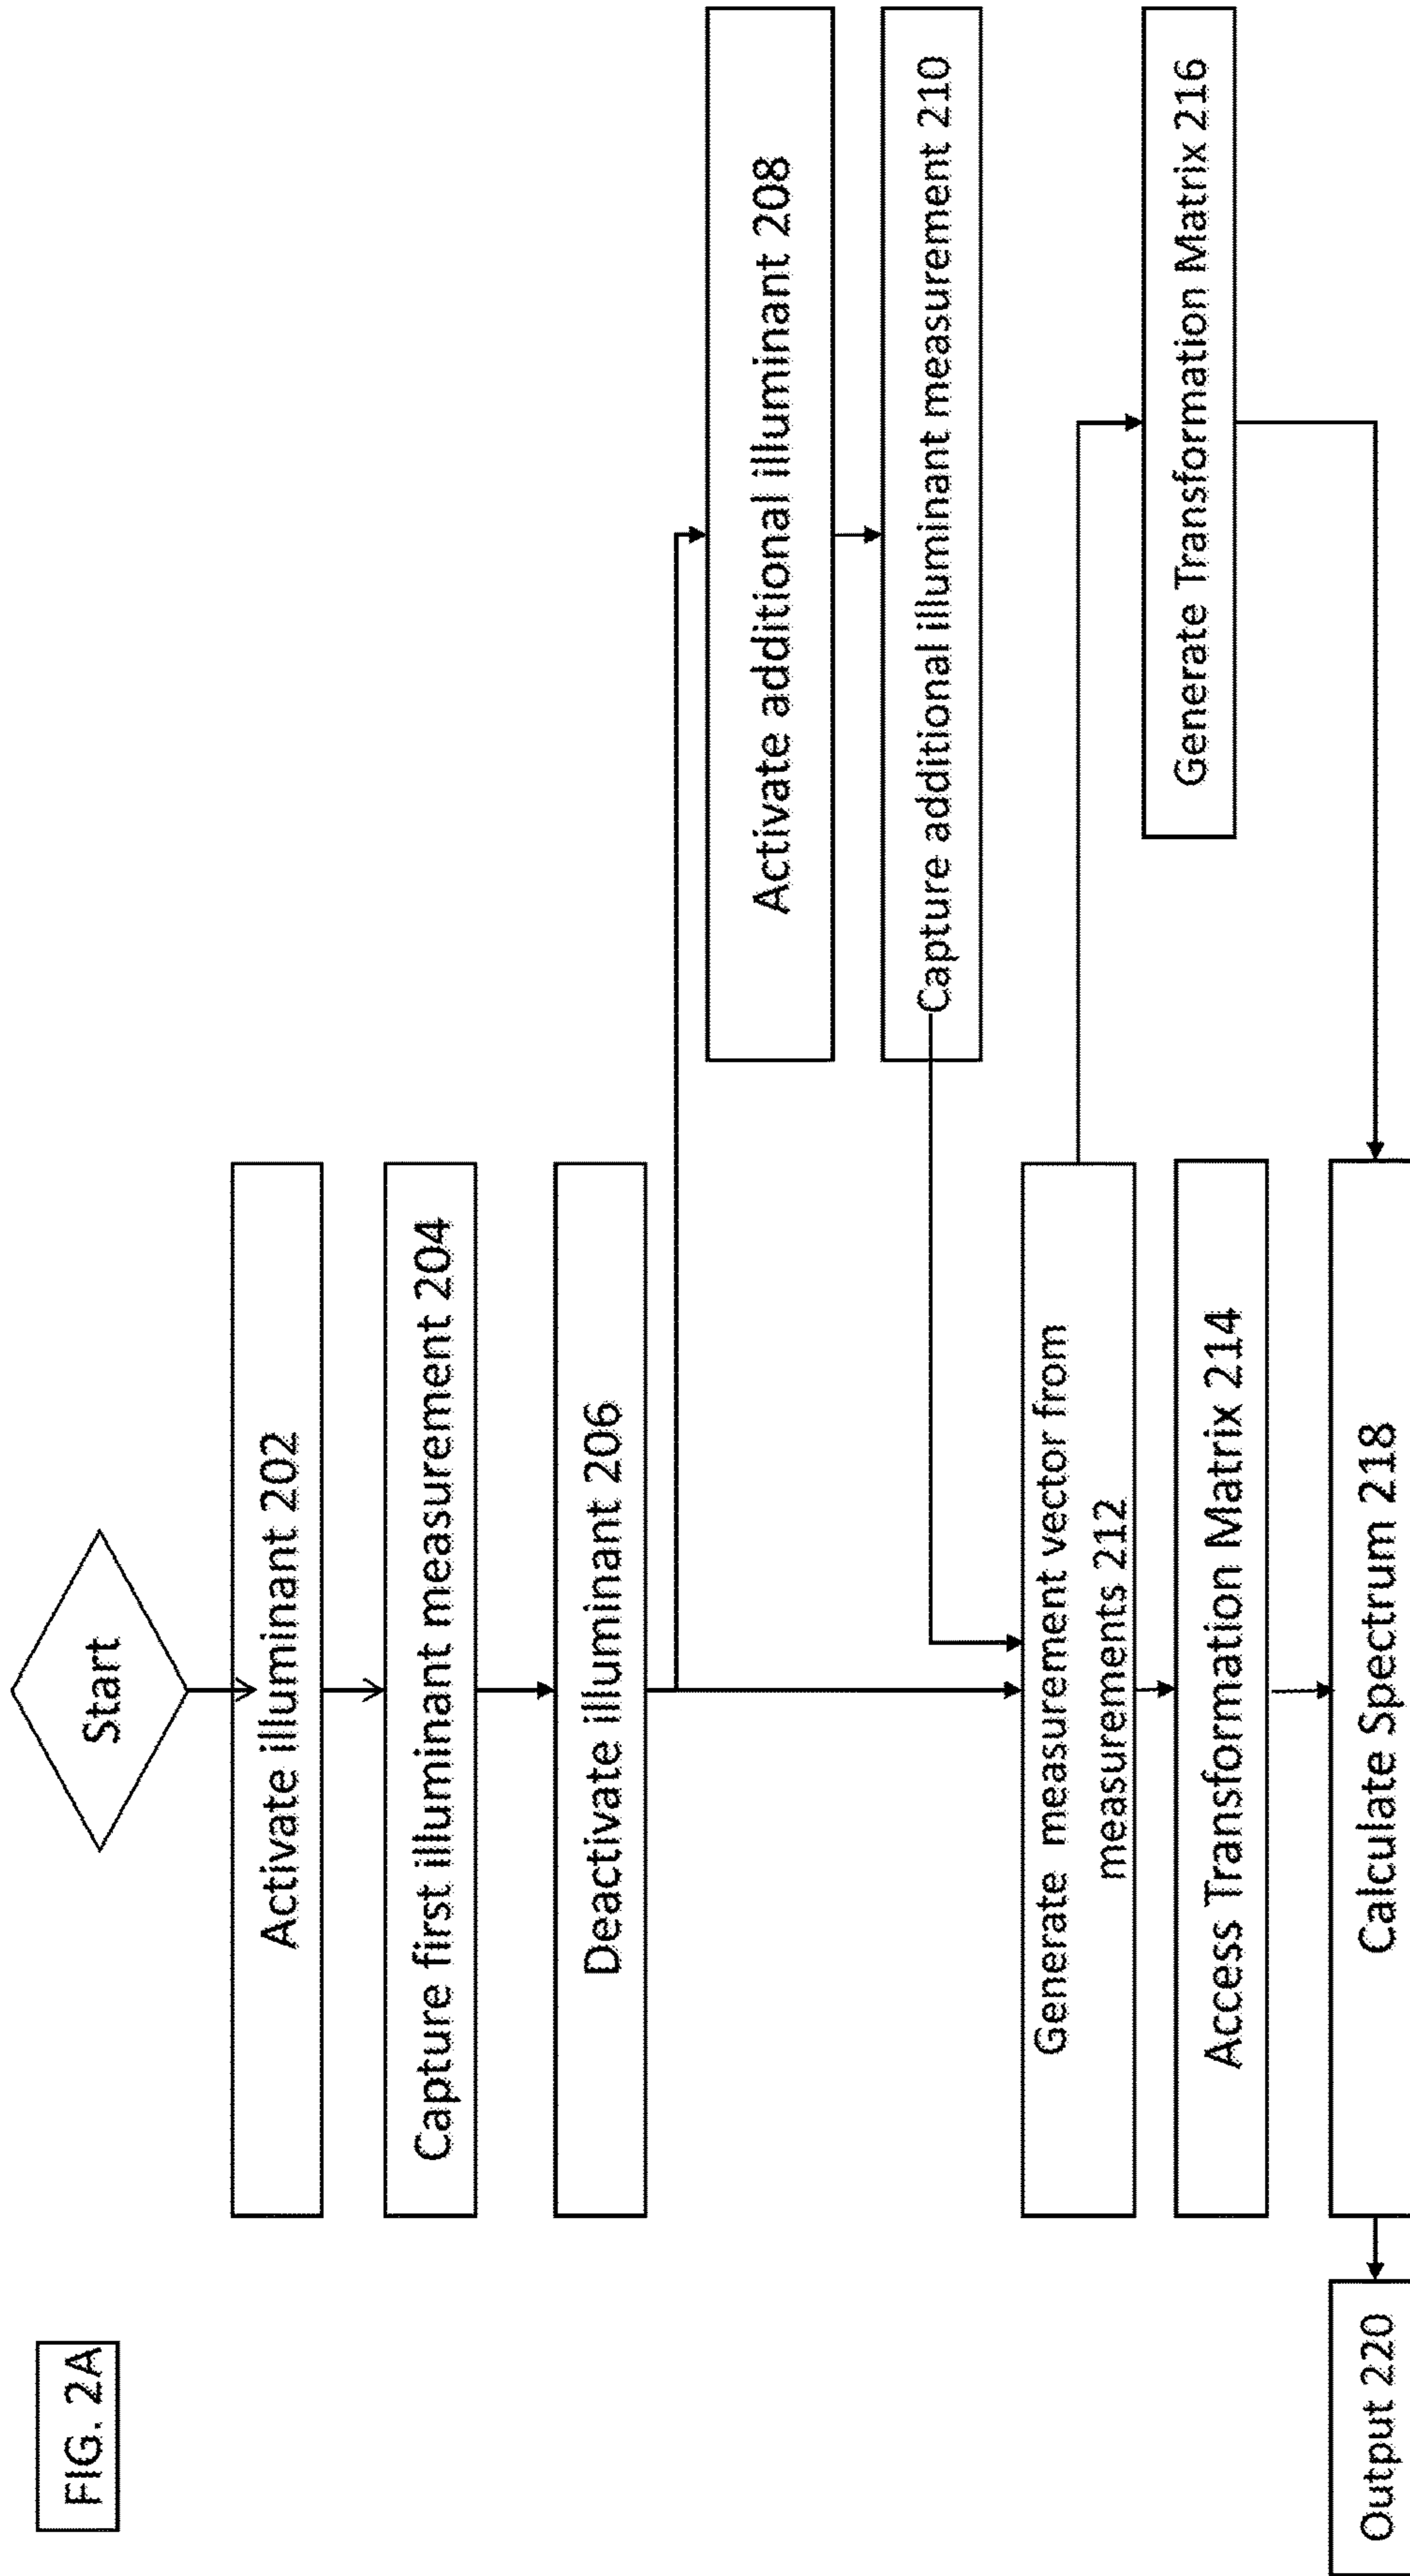 FIG. 2A
Start
Activate illuminant 202
Capture first illuminant measurement 204
Deactivate illuminant 206
Activate additional illuminant 208
Capture additional illuminant measurement 210
Generate measurement vector from
measurements 212
Access Transformation Matrix 214
Generate Transformation Matrix 216
Calculate Spectrum 218
Output 220